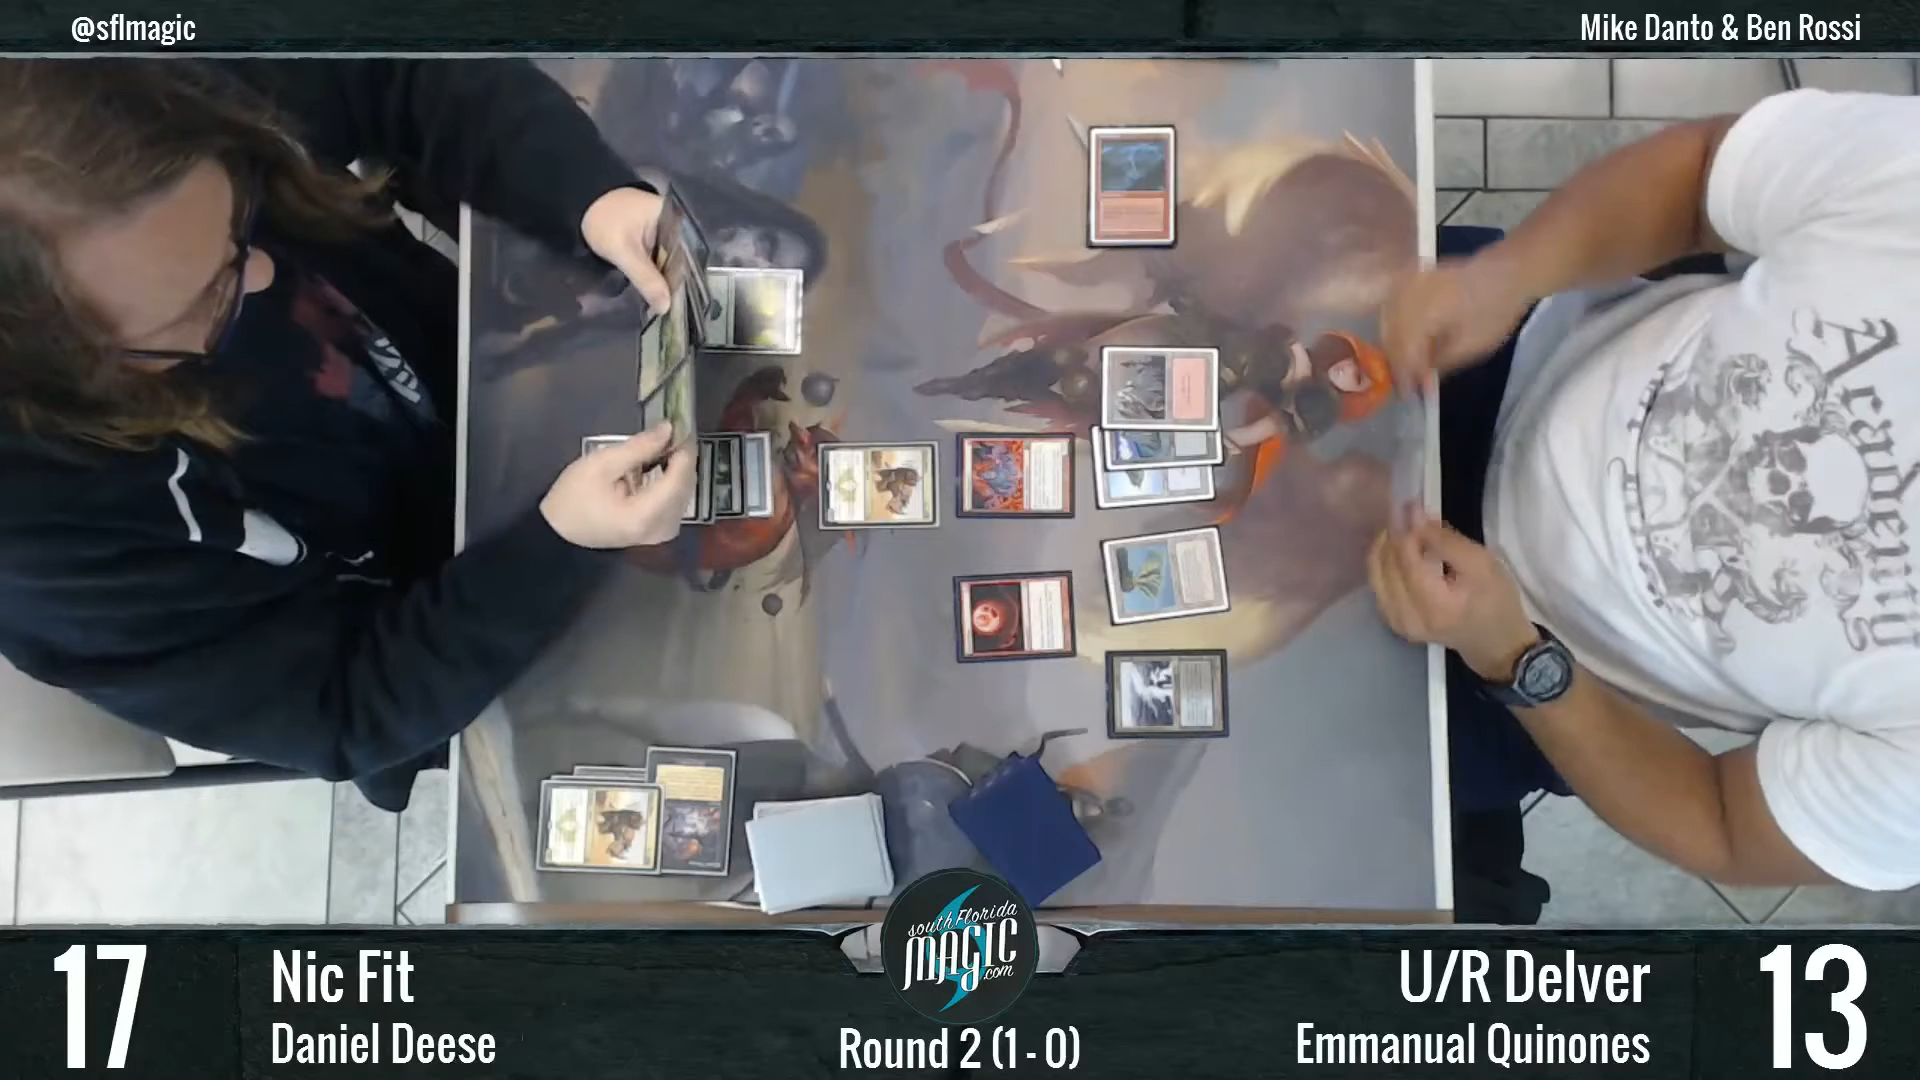 @sflmagic
Mike Danto & Ben Rossi
Academy
south Florida
MAGIC
.com
17
Nic Fit
Daniel Deese
Round 2 (1 - 0)
U/R Delver
Emmanual Quinones
13